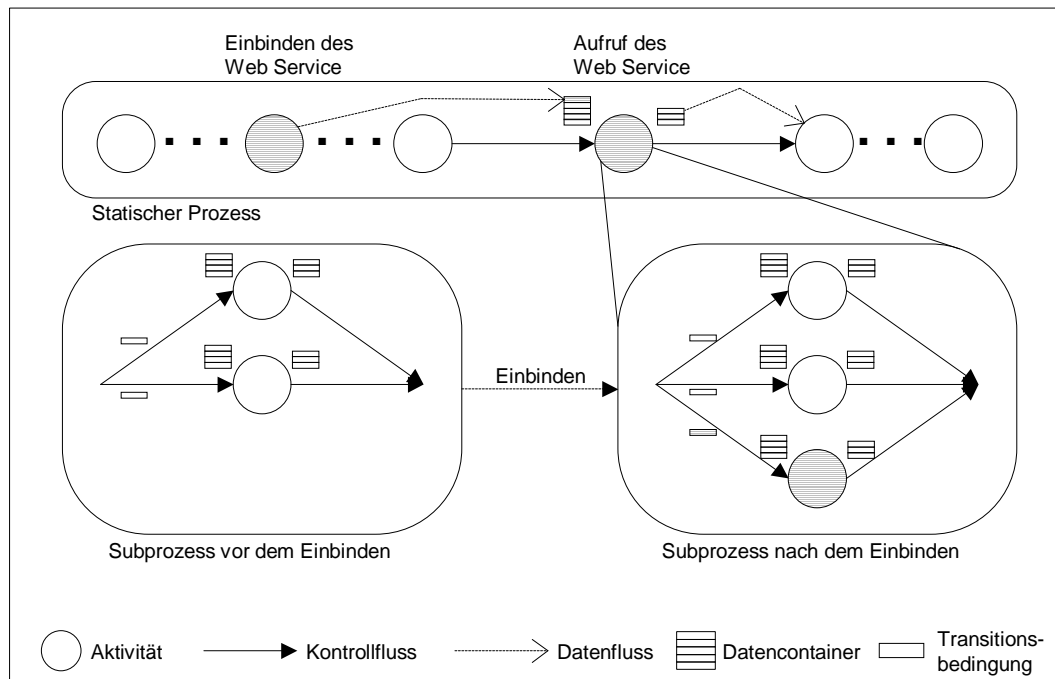 Einbinden des
Web Service
Aufruf des
Web Service
Statischer Prozess
Einbinden
Subprozess vor dem Einbinden
Subprozess nach dem Einbinden
Aktivität
Kontrollfluss
Datenfluss
Datencontainer
Transitions-
bedingung